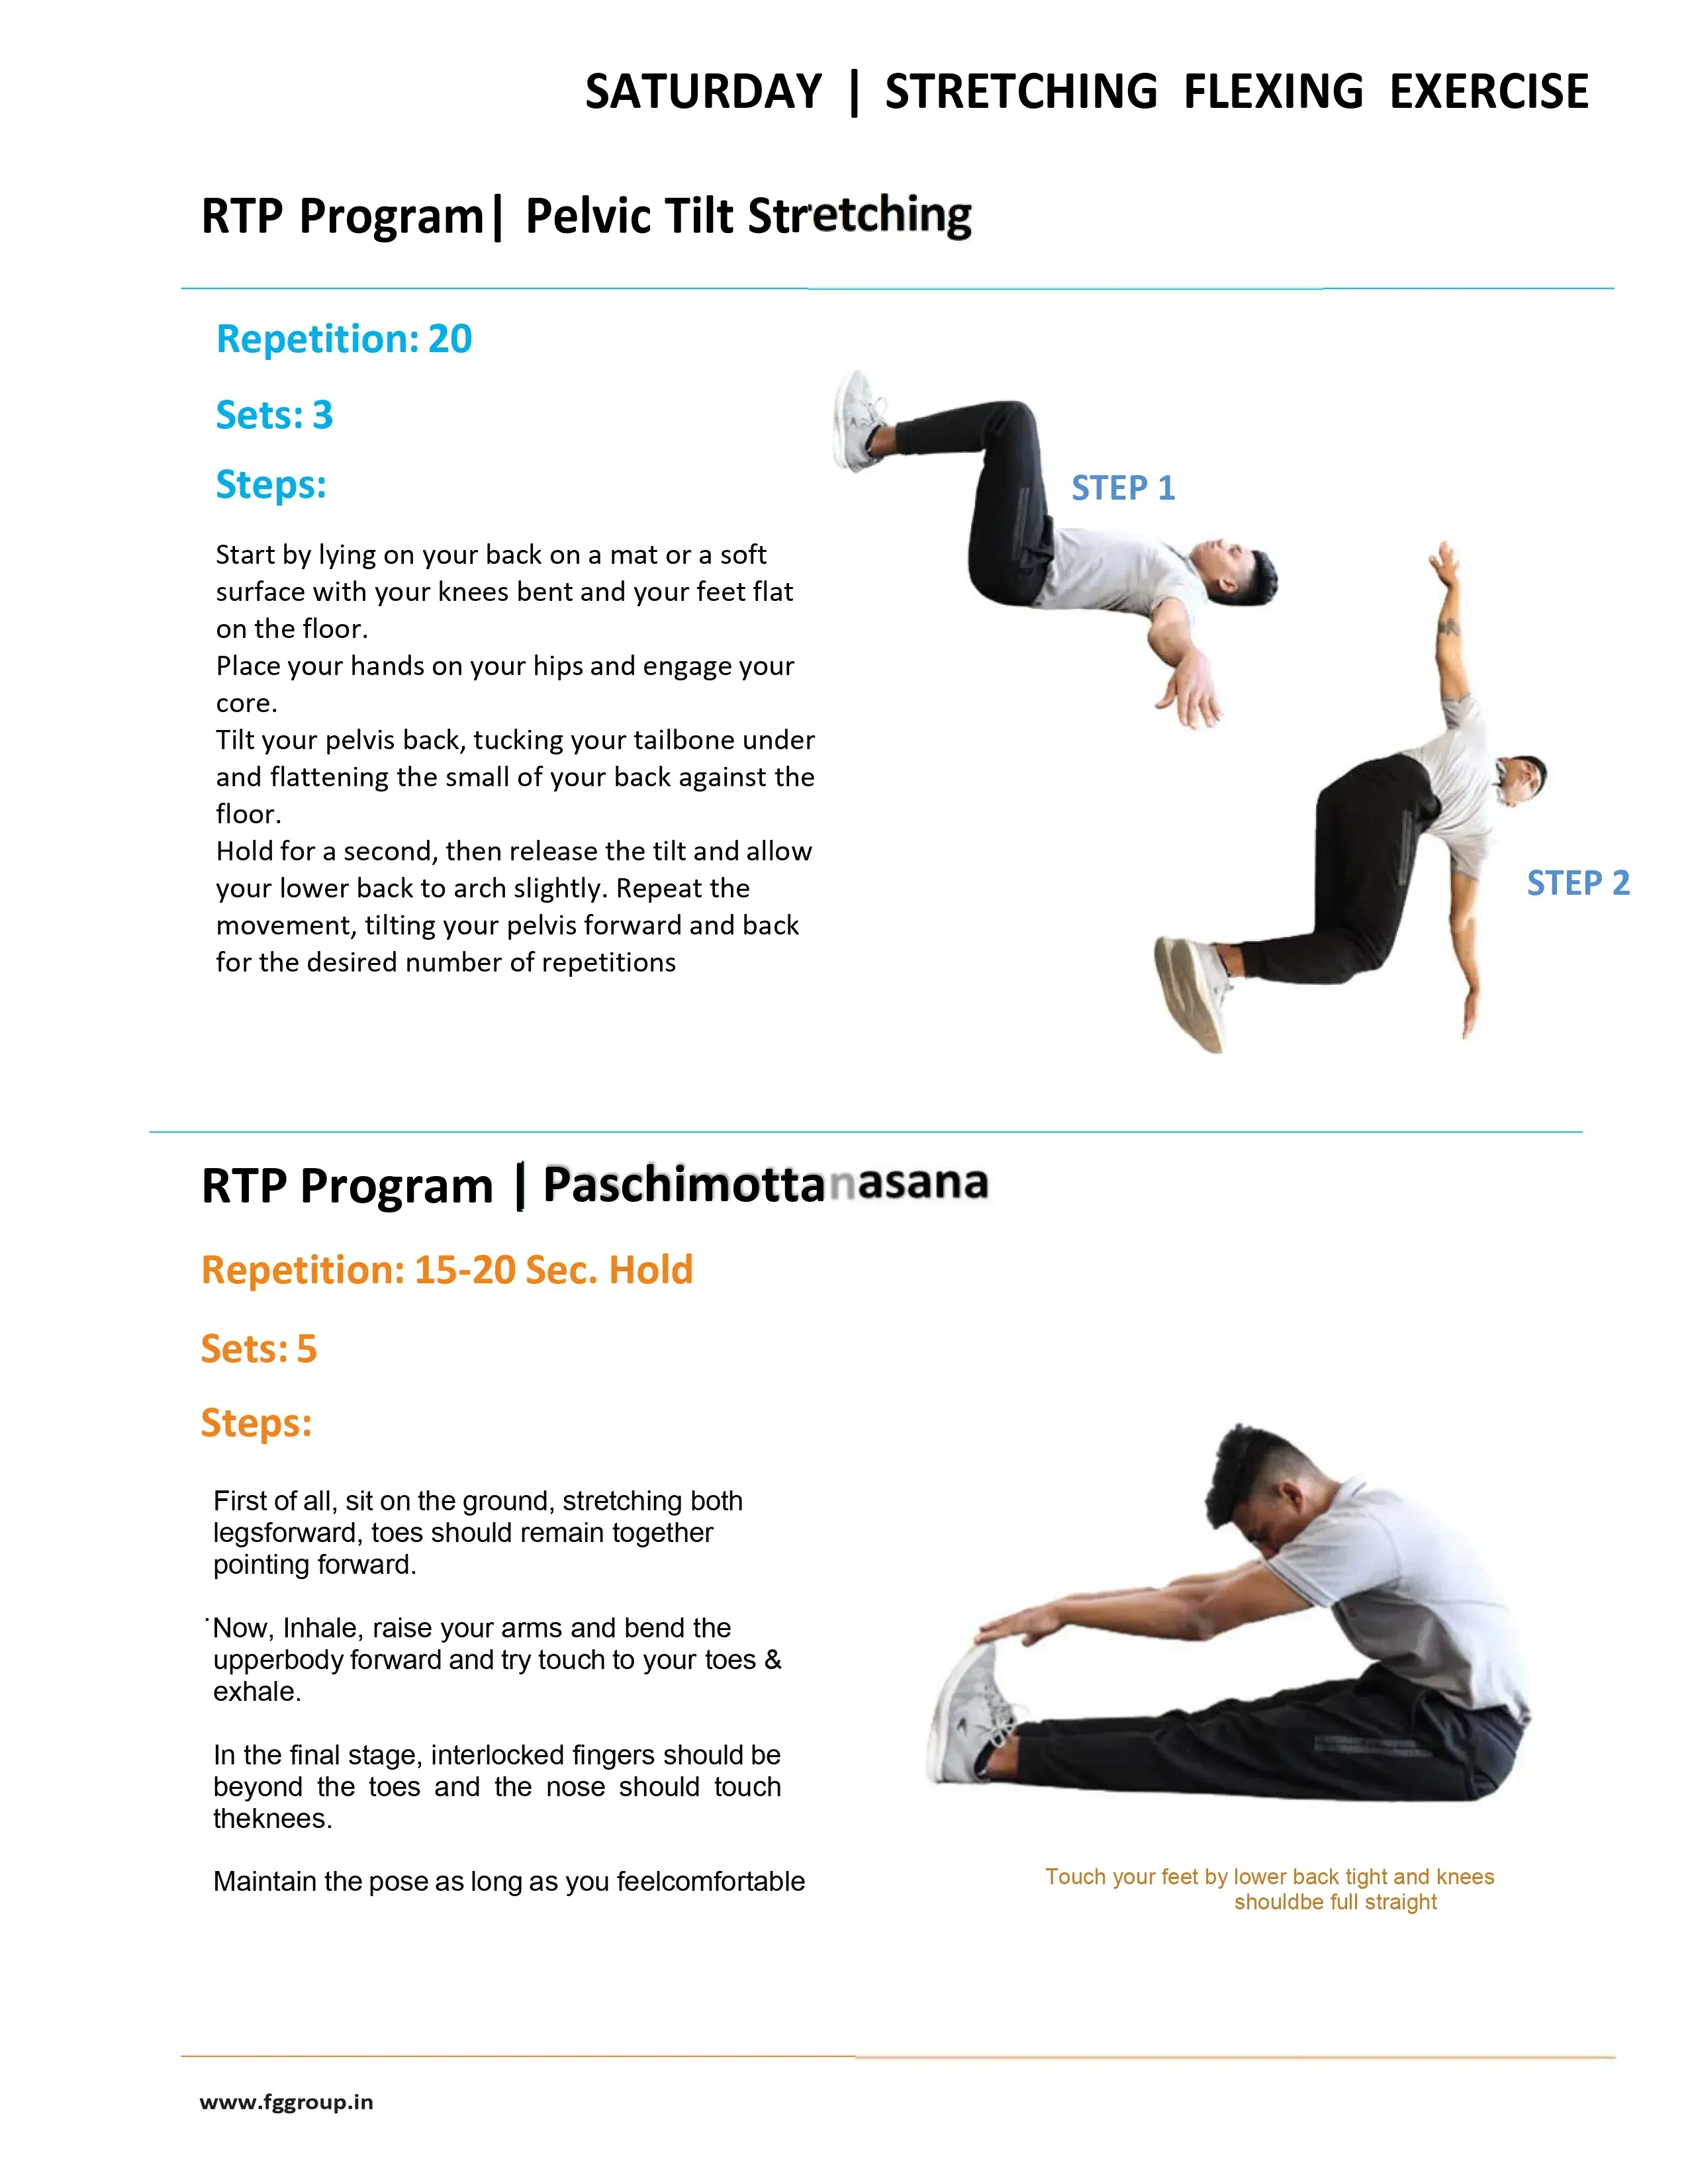 SATURDAY | STRETCHING FLEXING EXERCISE
RTP Program| Pelvic Tilt Stretching
Repetition: 20
Sets: 3
Steps:
Start by lying on your back on a mat or a soft
surface with your knees bent and your feet flat
on the floor.
Place your hands on your hips and engage your
core.
Tilt your pelvis back, tucking your tailbone under
and flattening the small of your back against the
floor.
Hold for a second, then release the tilt and allow
your lower back to arch slightly. Repeat the
movement, tilting your pelvis forward and back
for the desired number of repetitions
STEP 1
STEP 2
RTP Program | Paschimottanasana
Repetition: 15-20 Sec. Hold
Sets: 5
Steps:
First of all, sit on the ground, stretching both
legsforward, toes should remain together
pointing forward.
Now, Inhale, raise your arms and bend the
upperbody forward and try touch to your toes &
exhale.
In the final stage, interlocked fingers should be
beyond the toes and the nose should touch
theknees.
Maintain the pose as long as you feelcomfortable
Touch your feet by lower back tight and knees
shouldbe full straight
www.fggroup.in